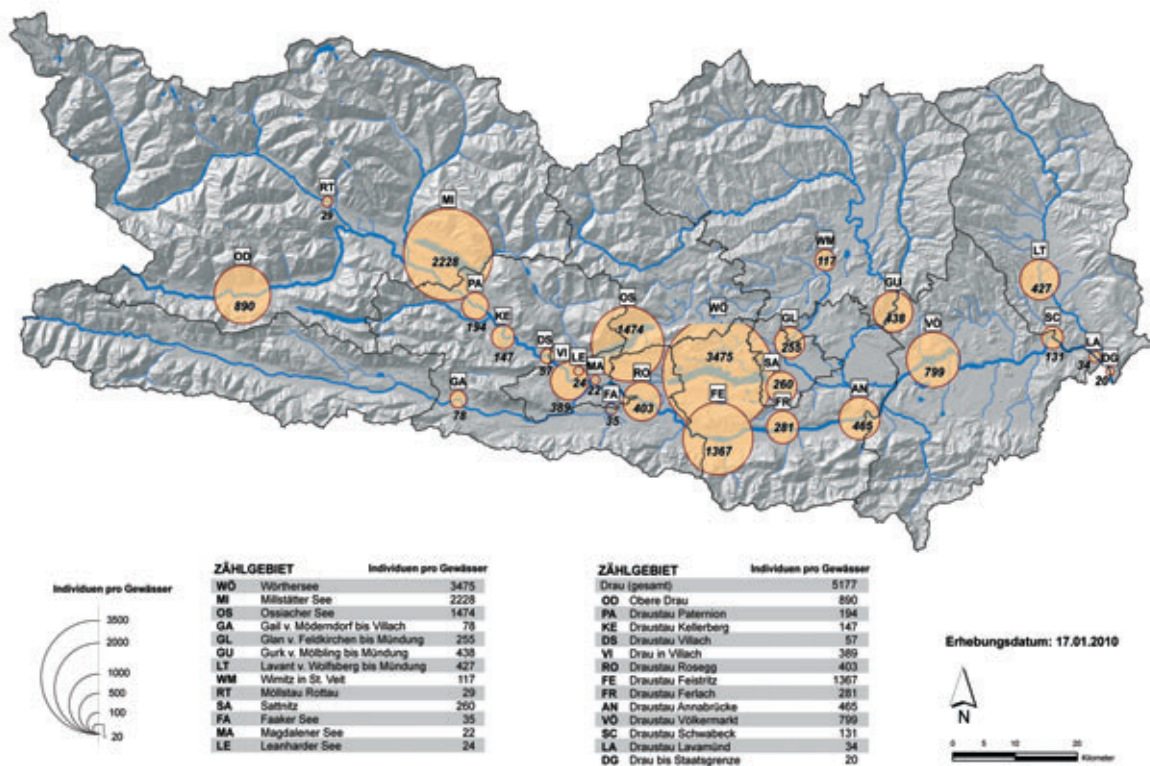 RT
29
MI
2228
OD
890
PA
194
KE
147
DS
57
VI
389
LE
24
MA
22
FA
35
GA
78
OS
1474
RO
403
WÖ
3475
FE
1367
WM
117
GL
255
SA
260
FR
281
GU
438
AN
465
VÖ
799
LT
427
SC
131
LA
34
DG
20
Individuen pro Gewässer
3500
2000
1000
500
100
20
ZÄHLGEBIET Individuen pro Gewässer
WÖ Wörthersee 3475
MI Millstätter See 2228
OS Ossiacher See 1474
GA Gail v. Möderndorf bis Villach 78
GL Glan v. Feldkirchen bis Mündung 255
GU Gurk v. Mölbling bis Mündung 438
LT Lavant v. Wolfsberg bis Mündung 427
WM Wimitz in St. Veit 117
RT Möllstau Rottau 29
SA Sattnitz 260
FA Faaker See 35
MA Magdalener See 22
LE Leanharder See 24
ZÄHLGEBIET Individuen pro Gewässer
Drau (gesamt) 5177
OD Obere Drau 890
PA Draustau Paternion 194
KE Draustau Kellerberg 147
DS Draustau Villach 57
VI Drau in Villach 389
RO Draustau Rosegg 403
FE Draustau Feistritz 1367
FR Draustau Ferlach 281
AN Draustau Annabrücke 465
VÖ Draustau Völkermarkt 799
SC Draustau Schwabeck 131
LA Draustau Lavamünd 34
DG Drau bis Staatsgrenze 20
Erhebungsdatum: 17.01.2010
N
0 5 10 20
Kilometer